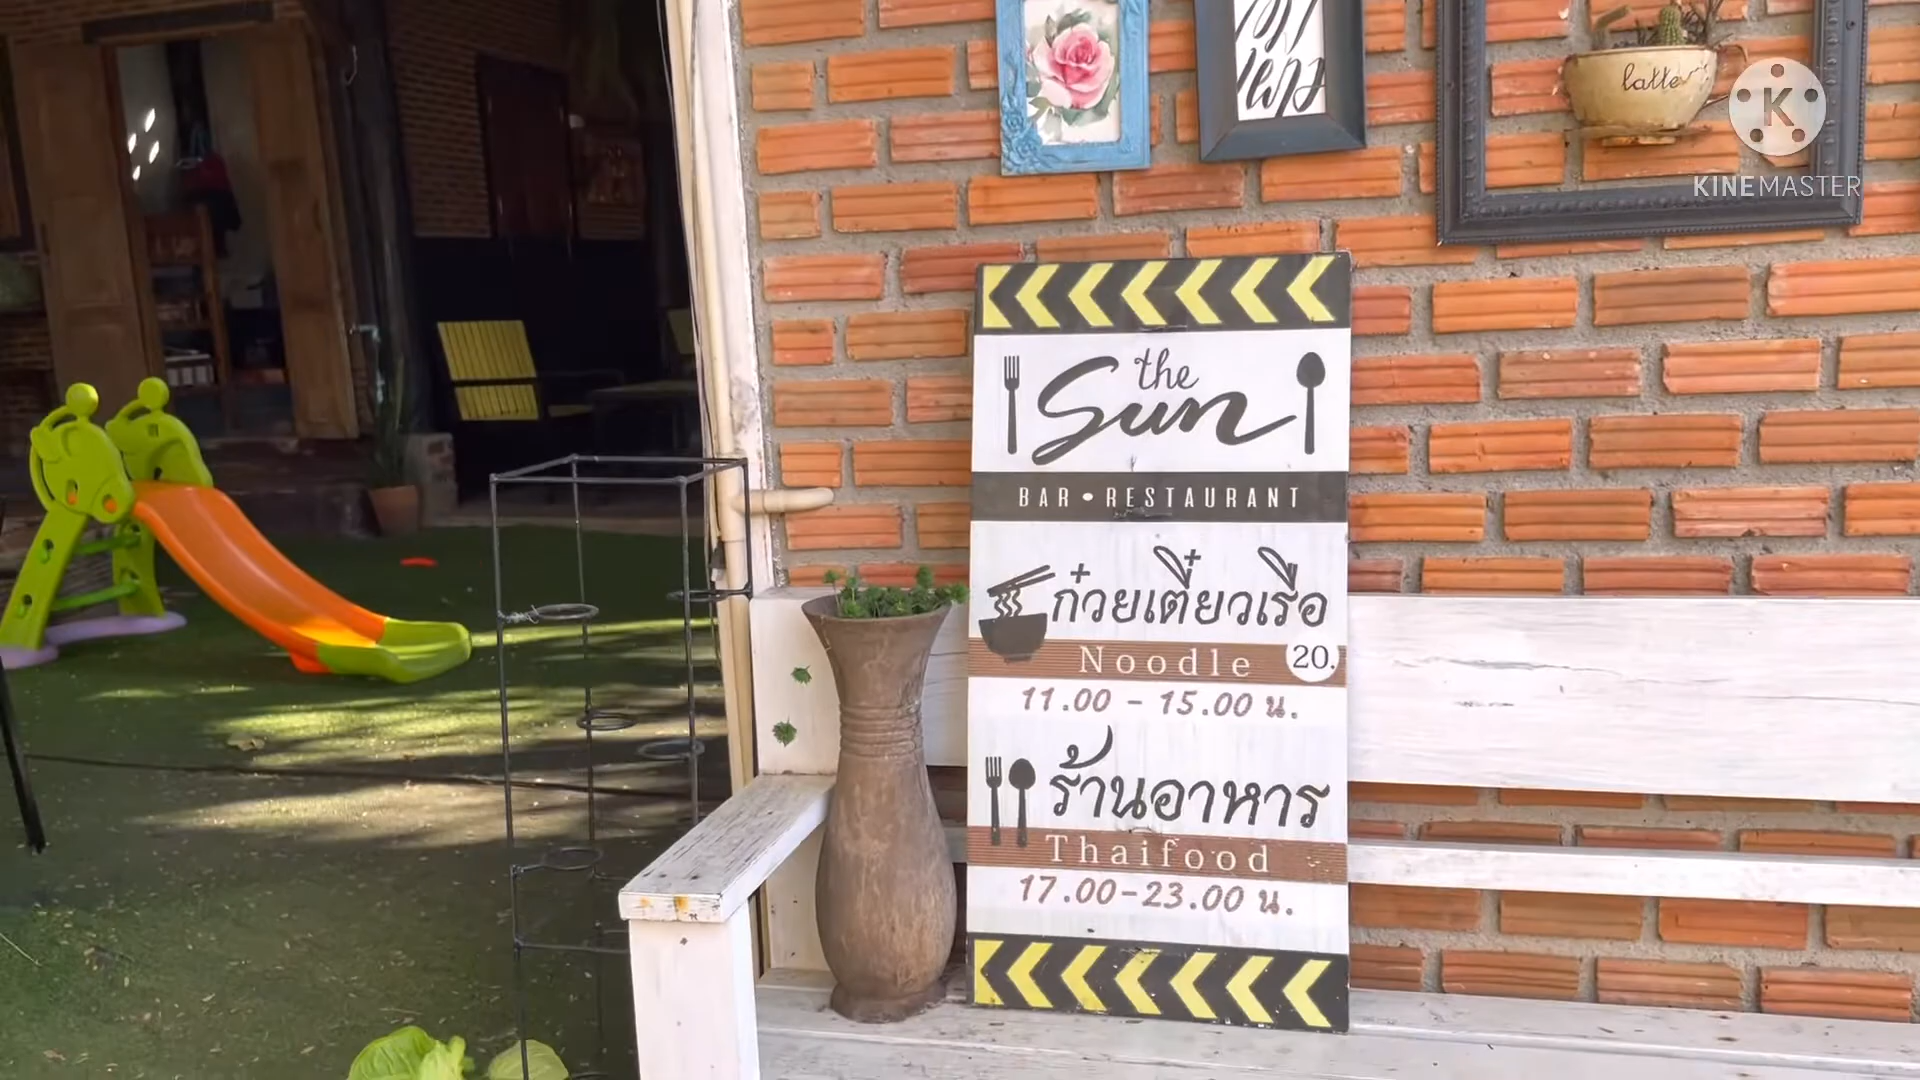 latte
KINEMASTER
the
Sun
BAR • RESTAURANT
ก๋วยเตี๋ยวเรือ
Noodle 20.
11.00 - 15.00 น.
ร้านอาหาร
Thaifood
17.00-23.00 น.